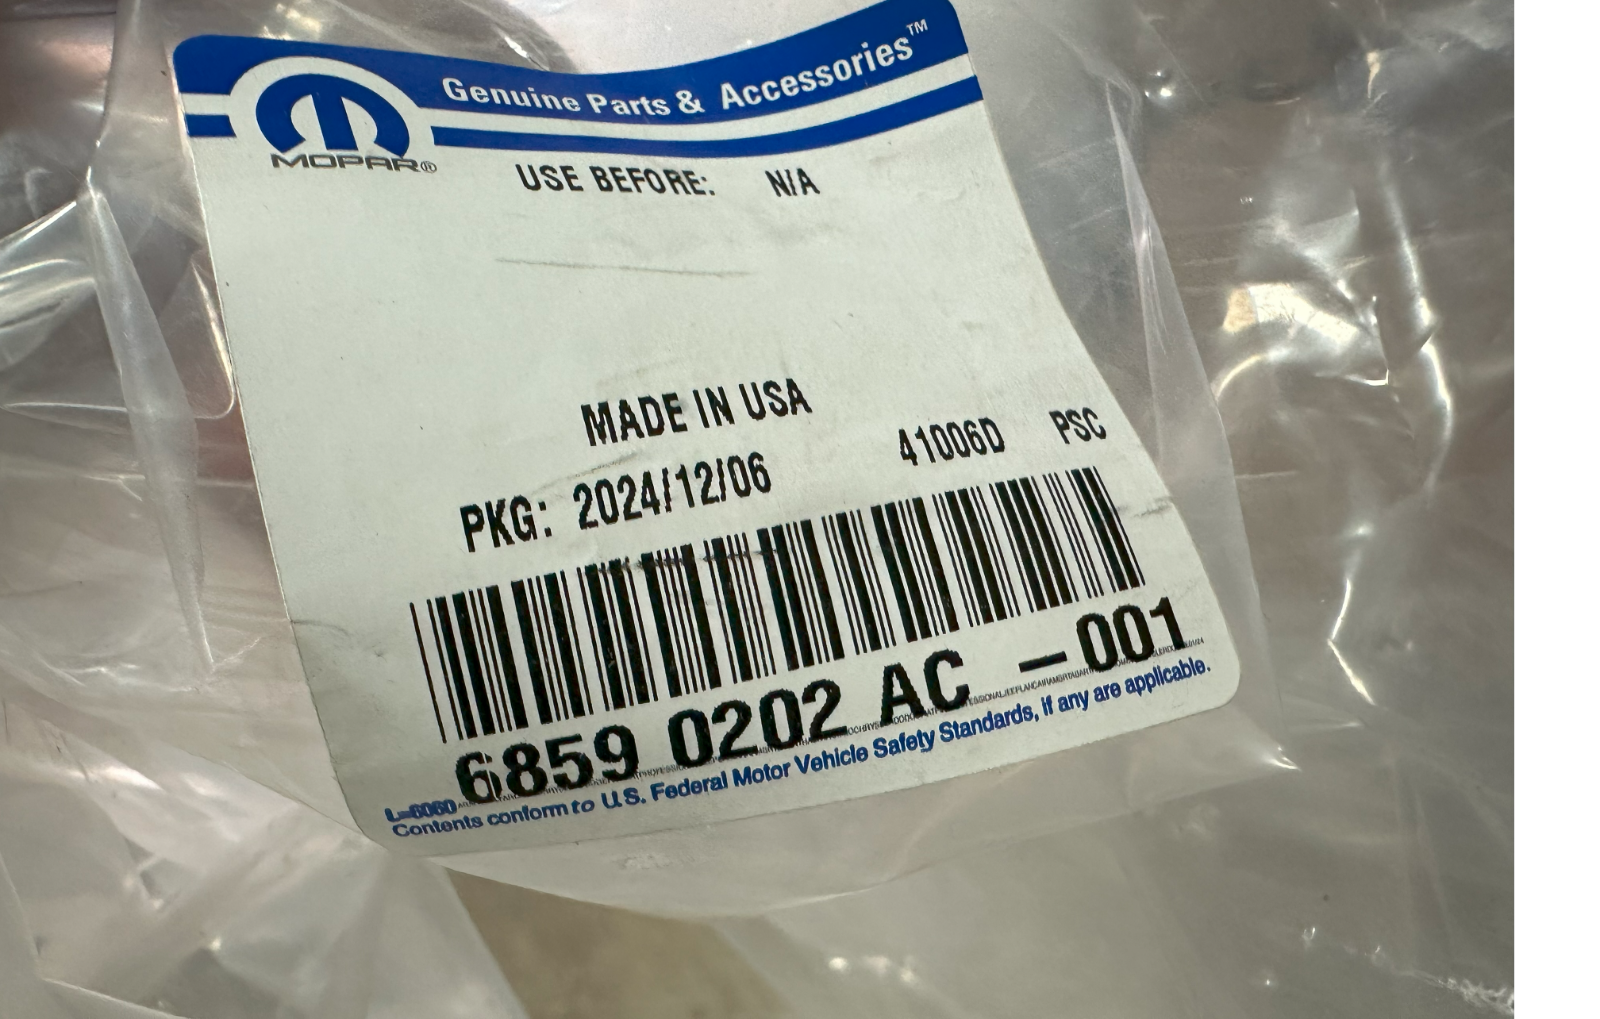 Genuine Parts & Accessories™
MOPAR®
USE BEFORE: N/A
MADE IN USA
PKG: 2024/12/06 41006D PSC
6859 0202 AC -001
L=6060
Contents conform to U.S. Federal Motor Vehicle Safety Standards, if any are applicable.